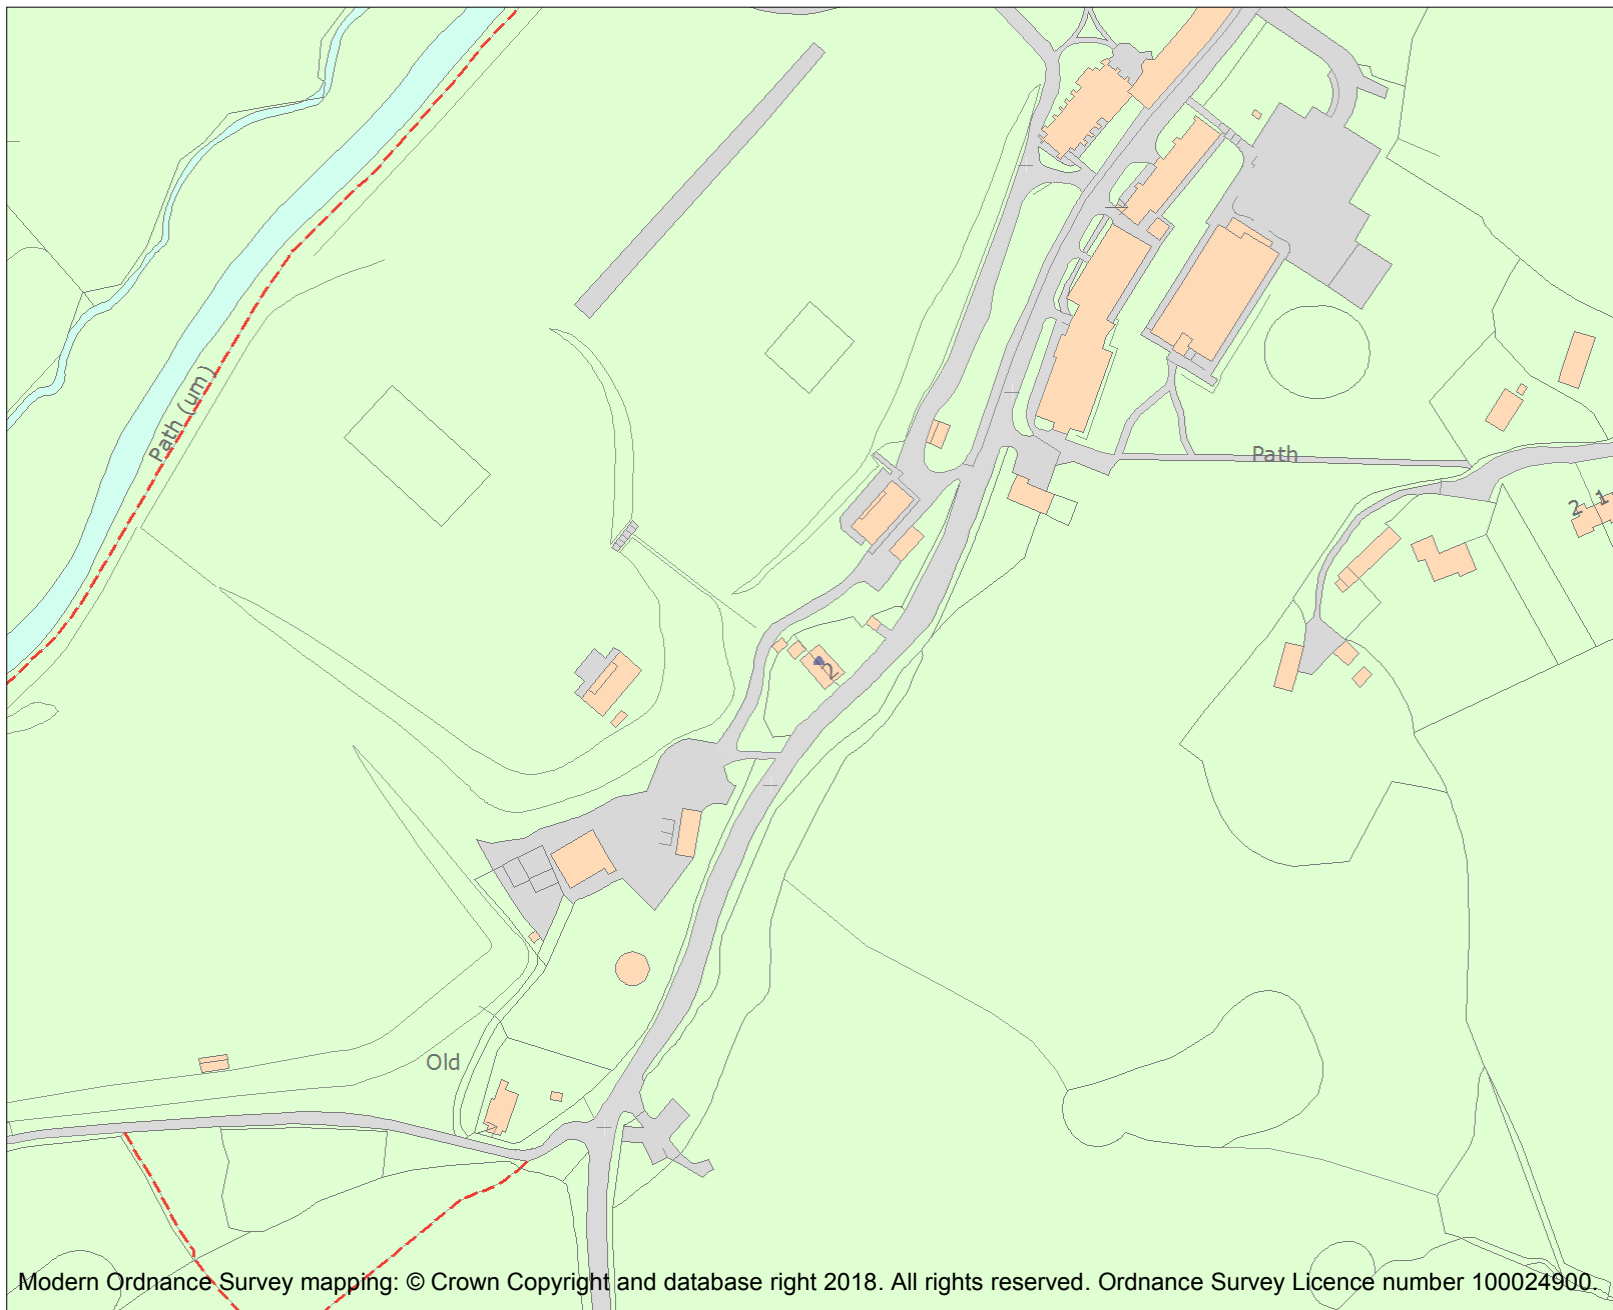 Path (um)
Path
2
1
2
Old
Modern Ordnance Survey mapping: © Crown Copyright and database right 2018. All rights reserved. Ordnance Survey Licence number 100024900.